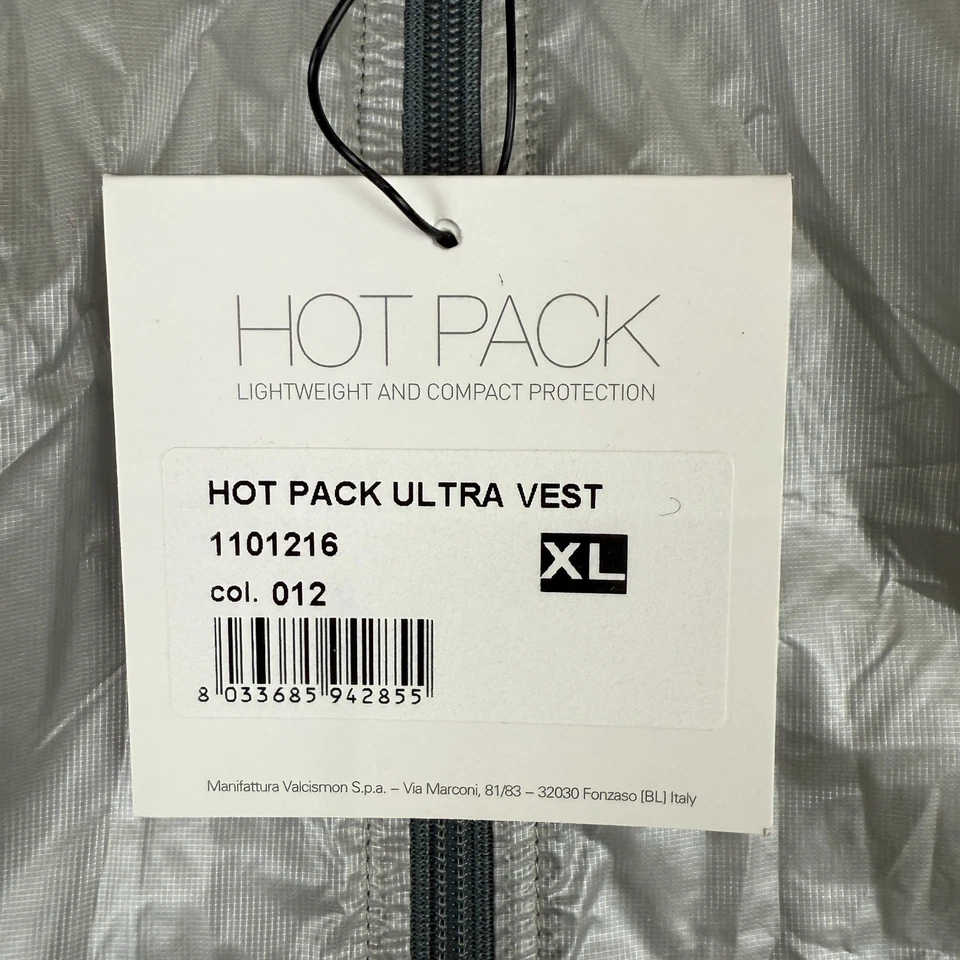 HOT PACK
LIGHTWEIGHT AND COMPACT PROTECTION
HOT PACK ULTRA VEST
1101216
XL
col. 012
8 033685 942855
Manifattura Valcismon S.p.a. – Via Marconi, 81/83 – 32030 Fonzaso [BL] Italy